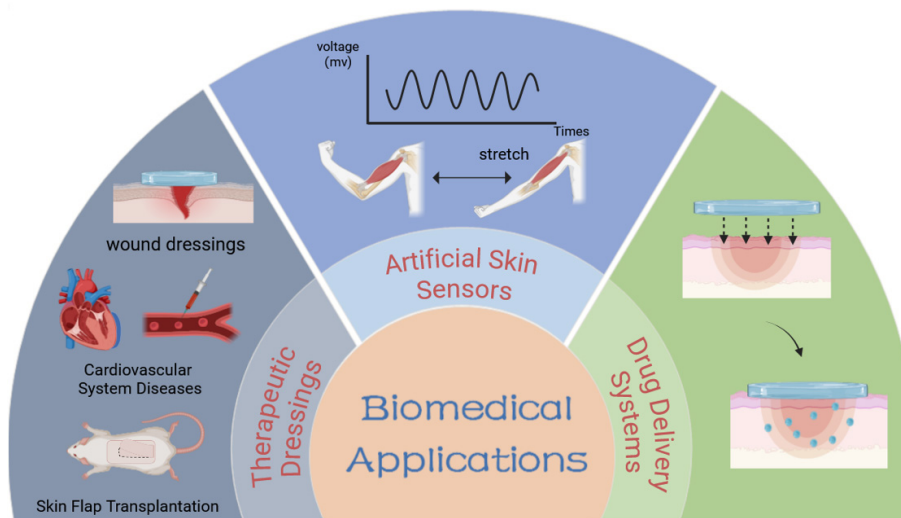 voltage
(mv)
Times
stretch
wound dressings
Cardiovascular
System Diseases
Skin Flap Transplantation
Therapeutic
Dressings
Artificial Skin
Sensors
Drug Delivery
Systems
Biomedical
Applications